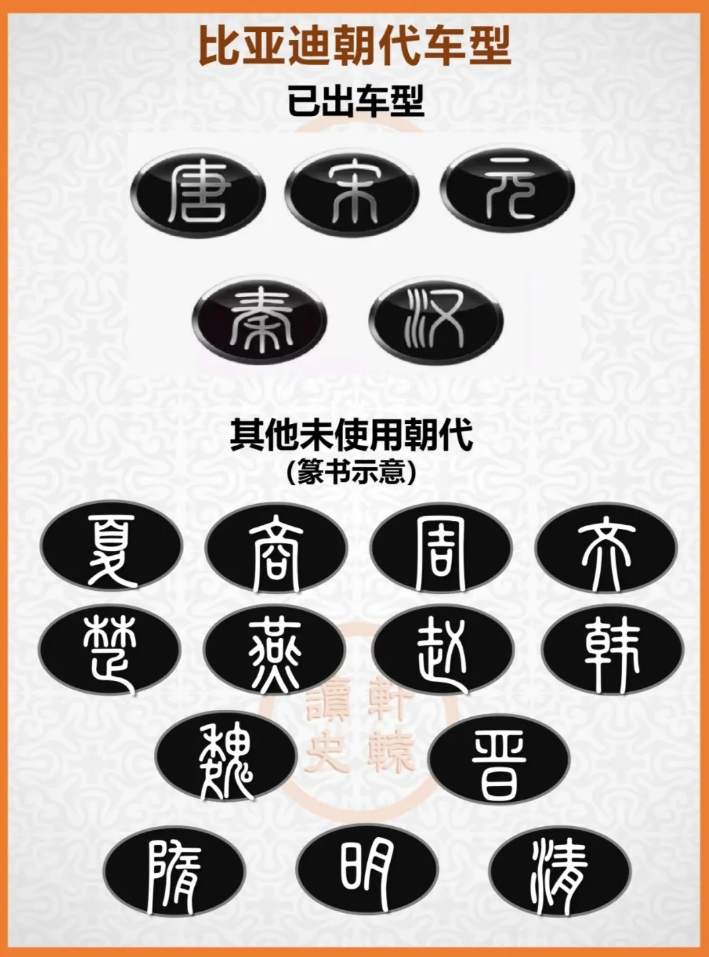 比亚迪朝代车型
已出车型
唐 宋 元
秦 汉
其他未使用朝代
（篆书示意）
夏 商 周 齐
楚 燕 赵 韩
魏 晋
隋 明 清
讀 軒
史 轅